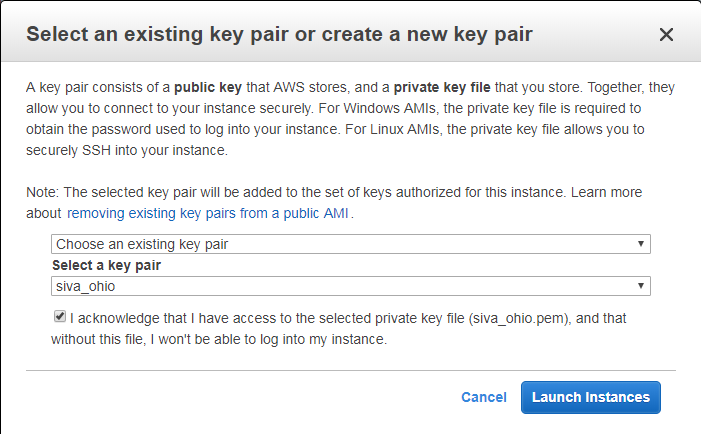 Select an existing key pair or create a new key pair
A key pair consists of a public key that AWS stores, and a private key file that you store. Together, they
allow you to connect to your instance securely. For Windows AMIs, the private key file is required to
obtain the password used to log into your instance. For Linux AMIs, the private key file allows you to
securely SSH into your instance.
Note: The selected key pair will be added to the set of keys authorized for this instance. Learn more
about removing existing key pairs from a public AMI.
Choose an existing key pair
Select a key pair
siva_ohio
I acknowledge that I have access to the selected private key file (siva_ohio.pem), and that
without this file, I won't be able to log into my instance.
Cancel Launch Instances